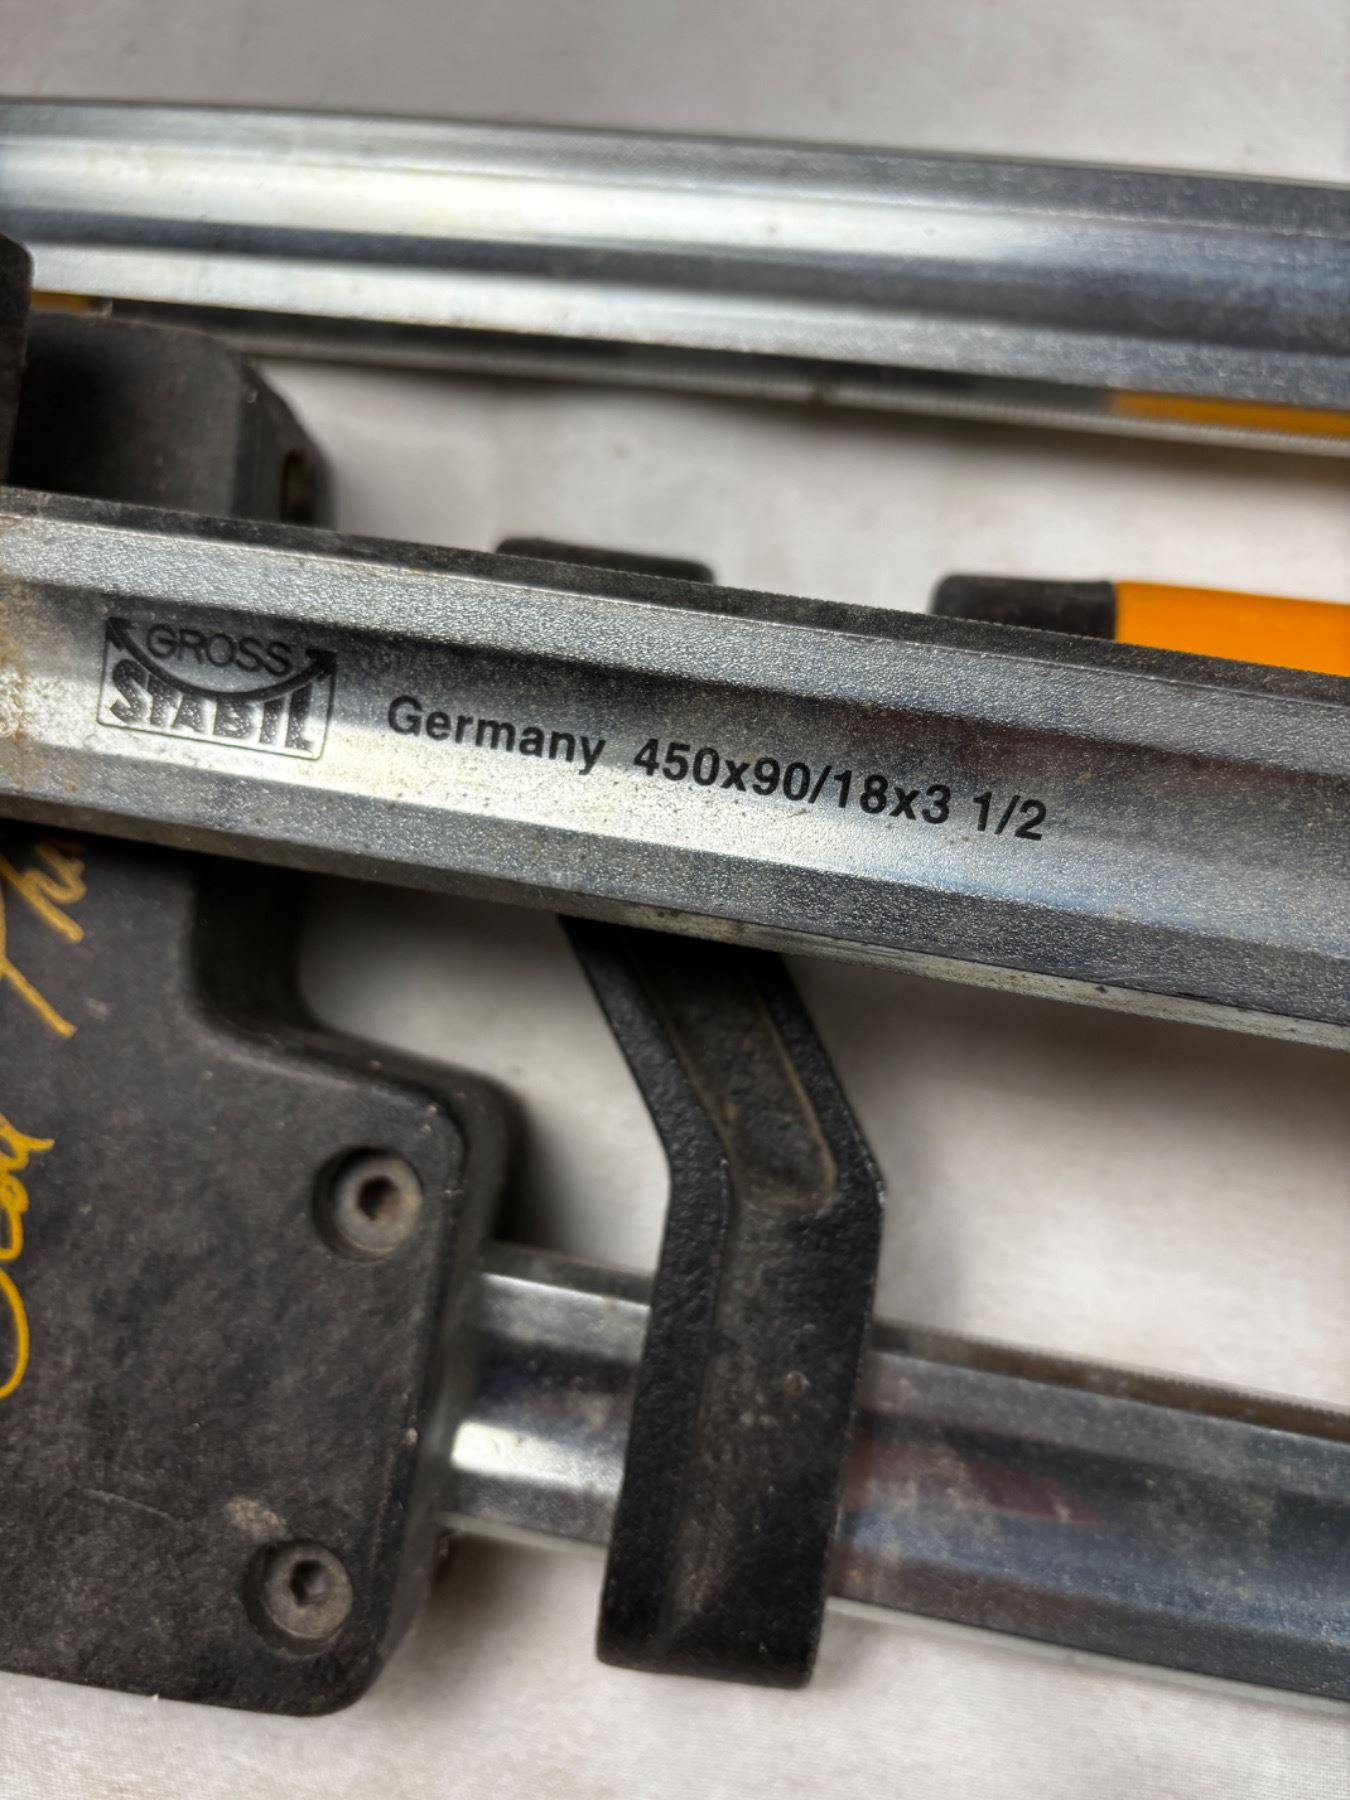 GROSS
STABIL
Germany 450x90/18x3 1/2